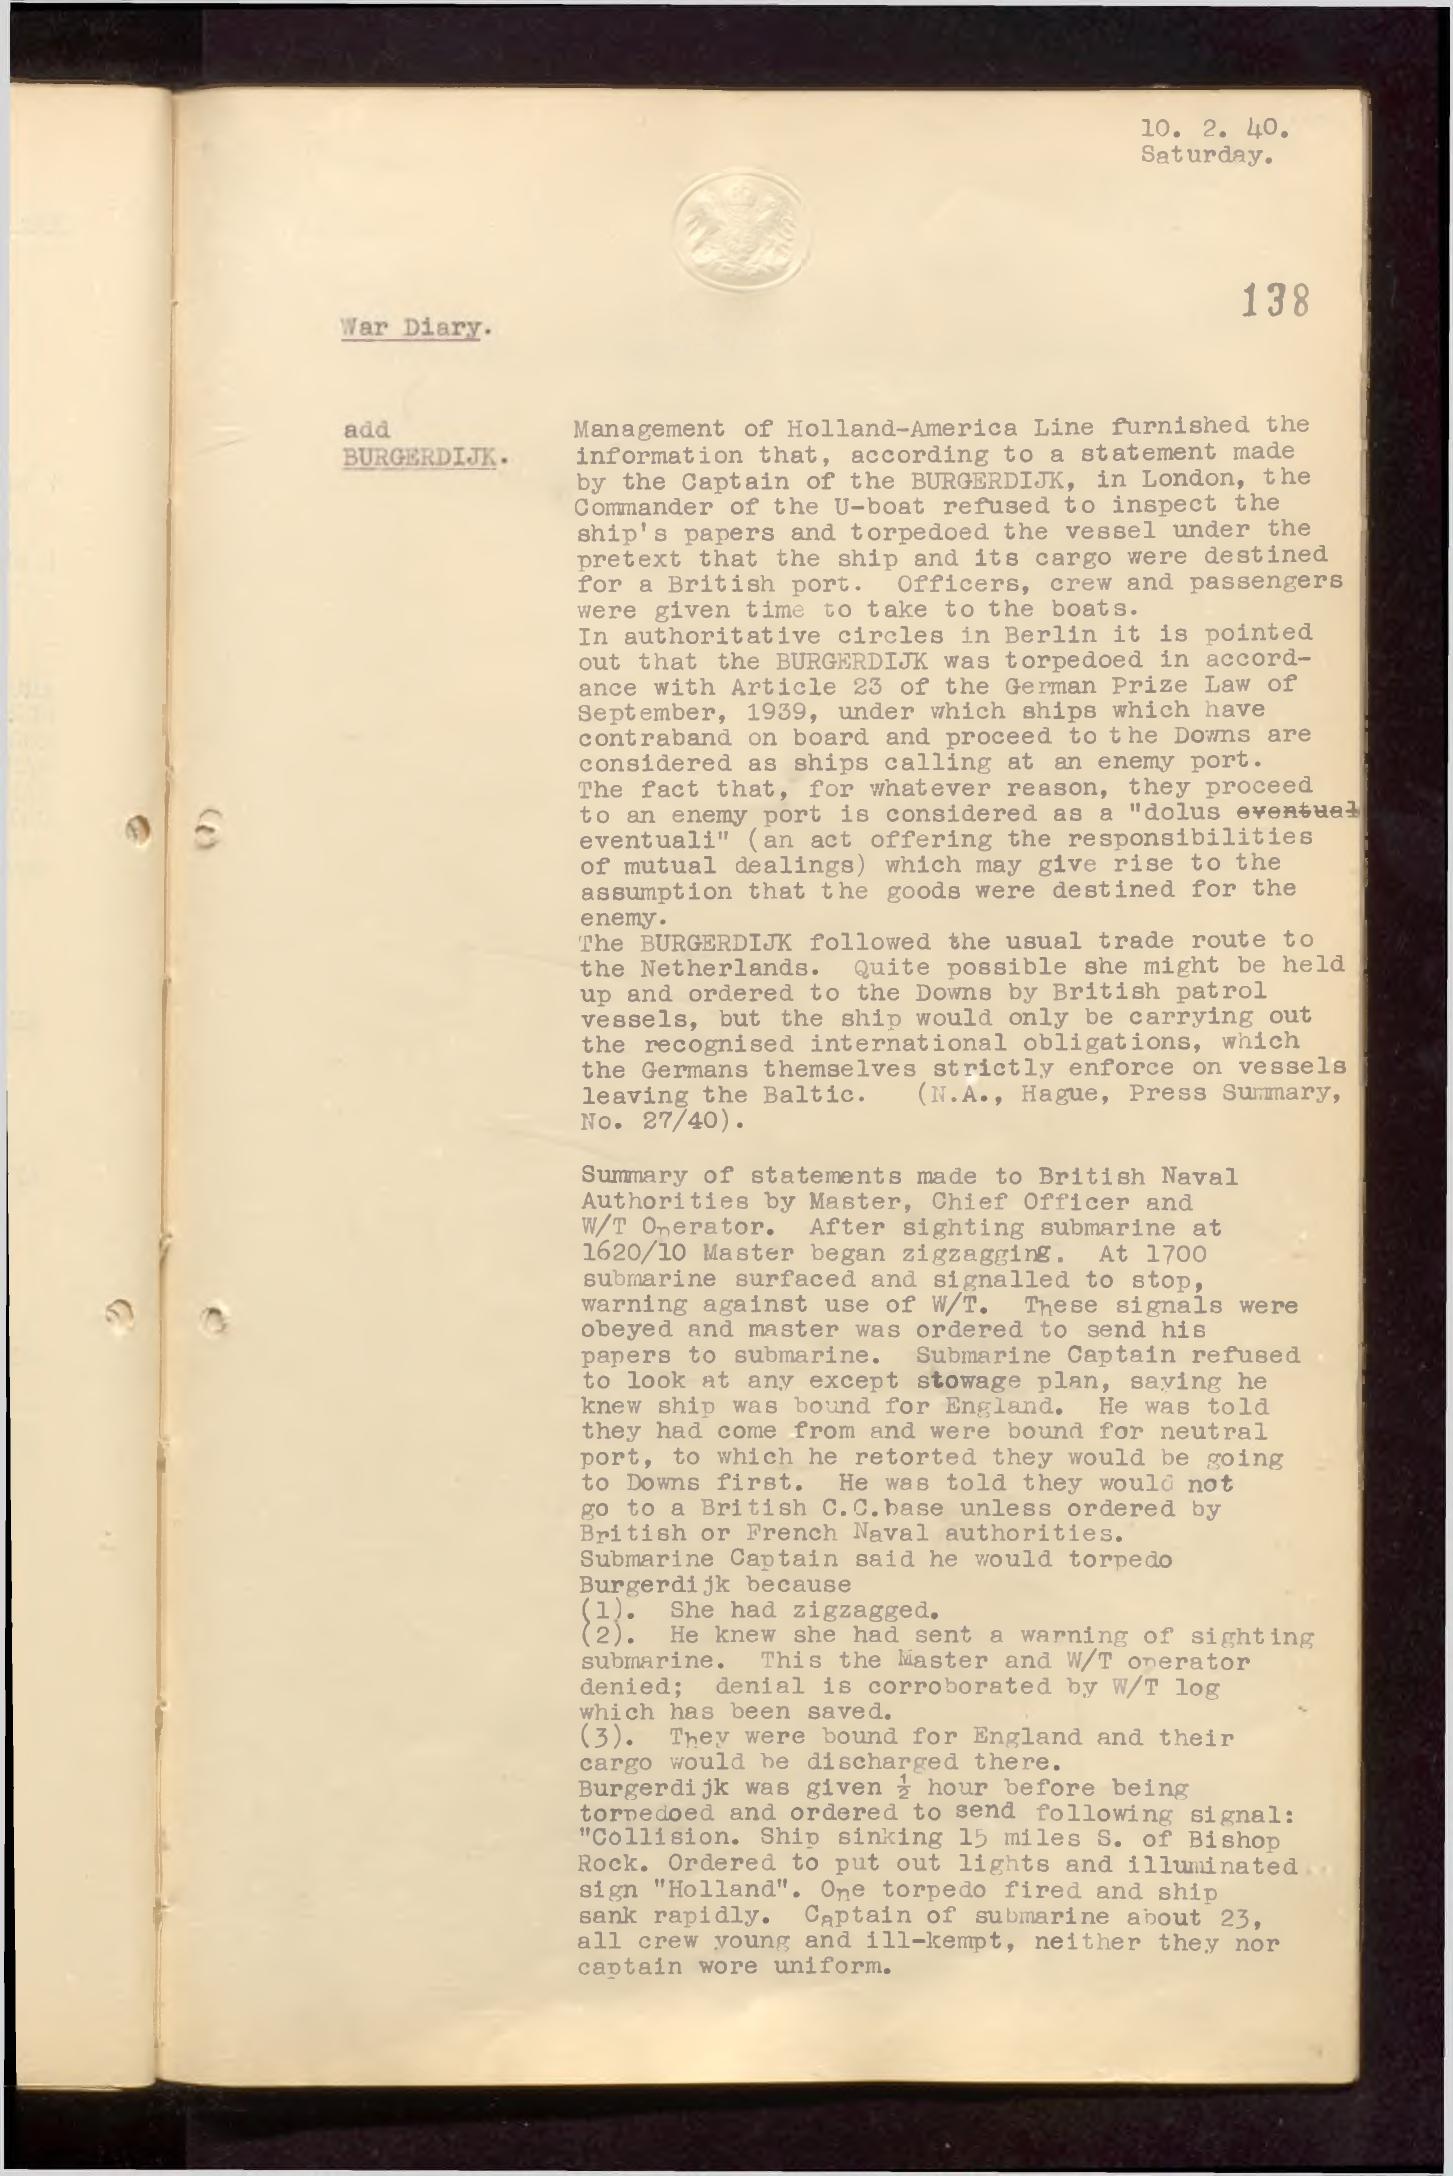 10. 2. 40.
Saturday.
138
War Diary.
add
BURGERDIJK.
Management of Holland-America Line furnished the
information that, according to a statement made
by the Captain of the BURGERDIJK, in London, the
Commander of the U-boat refused to inspect the
ship's papers and torpedoed the vessel under the
pretext that the ship and its cargo were destined
for a British port. Officers, crew and passengers
were given time to take to the boats.
In authoritative circles in Berlin it is pointed
out that the BURGERDIJK was torpedoed in accord-
ance with Article 23 of the German Prize Law of
September, 1939, under which ships which have
contraband on board and proceed to the Downs are
considered as ships calling at an enemy port.
The fact that, for whatever reason, they proceed
to an enemy port is considered as a "dolus eventual
eventuali" (an act offering the responsibilities
of mutual dealings) which may give rise to the
assumption that the goods were destined for the
enemy.
The BURGERDIJK followed the usual trade route to
the Netherlands. Quite possible she might be held
up and ordered to the Downs by British patrol
vessels, but the ship would only be carrying out
the recognised international obligations, which
the Germans themselves strictly enforce on vessels
leaving the Baltic. (N.A., Hague, Press Summary,
No. 27/40).
Summary of statements made to British Naval
Authorities by Master, Chief Officer and
W/T Operator. After sighting submarine at
1620/10 Master began zigzagging. At 1700
submarine surfaced and signalled to stop,
warning against use of W/T. These signals were
obeyed and master was ordered to send his
papers to submarine. Submarine Captain refused
to look at any except stowage plan, saying he
knew ship was bound for England. He was told
they had come from and were bound for neutral
port, to which he retorted they would be going
to Downs first. He was told they would not
go to a British C.C.base unless ordered by
British or French Naval authorities.
Submarine Captain said he would torpedo
Burgerdijk because
(1). She had zigzagged.
(2). He knew she had sent a warning of sighting
submarine. This the Master and W/T operator
denied; denial is corroborated by W/T log
which has been saved.
(3). They were bound for England and their
cargo would be discharged there.
Burgerdijk was given ½ hour before being
torpedoed and ordered to send following signal:
"Collision. Ship sinking 15 miles S. of Bishop
Rock. Ordered to put out lights and illuminated
sign "Holland". One torpedo fired and ship
sank rapidly. Captain of submarine about 23,
all crew young and ill-kempt, neither they nor
captain wore uniform.